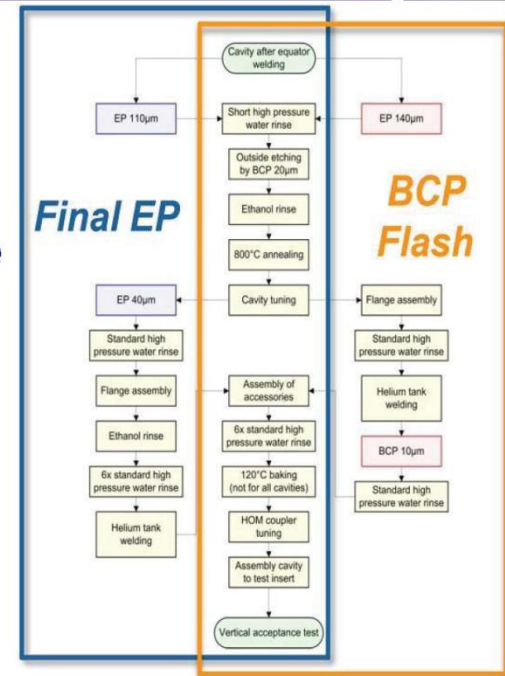 Cavity after equator
welding
EP 110µm
Short high pressure
water rinse
EP 140µm
Outside etching
by BCP 20µm
Ethanol rinse
800°C annealing
Final EP
BCP
Flash
EP 40µm
Cavity tuning
Flange assembly
Standard high
pressure water rinse
Flange assembly
Ethanol rinse
6x standard high
pressure water rinse
Helium tank
welding
Assembly of
accessories
6x standard high
pressure water rinse
120°C baking
(not for all cavities)
HOM coupler
tuning
Assembly cavity
to test insert
Vertical acceptance test
Standard high
pressure water rinse
Helium tank
welding
BCP 10µm
Standard high
pressure water rinse